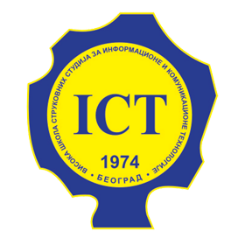 ВИСОКА ШКОЛА СТРУКОВНИХ СТУДИЈА ЗА ИНФОРМАЦИОНЕ И КОМУНИКАЦИОНЕ ТЕХНОЛОГИЈЕ
ICT
1974
• БЕОГРАД •